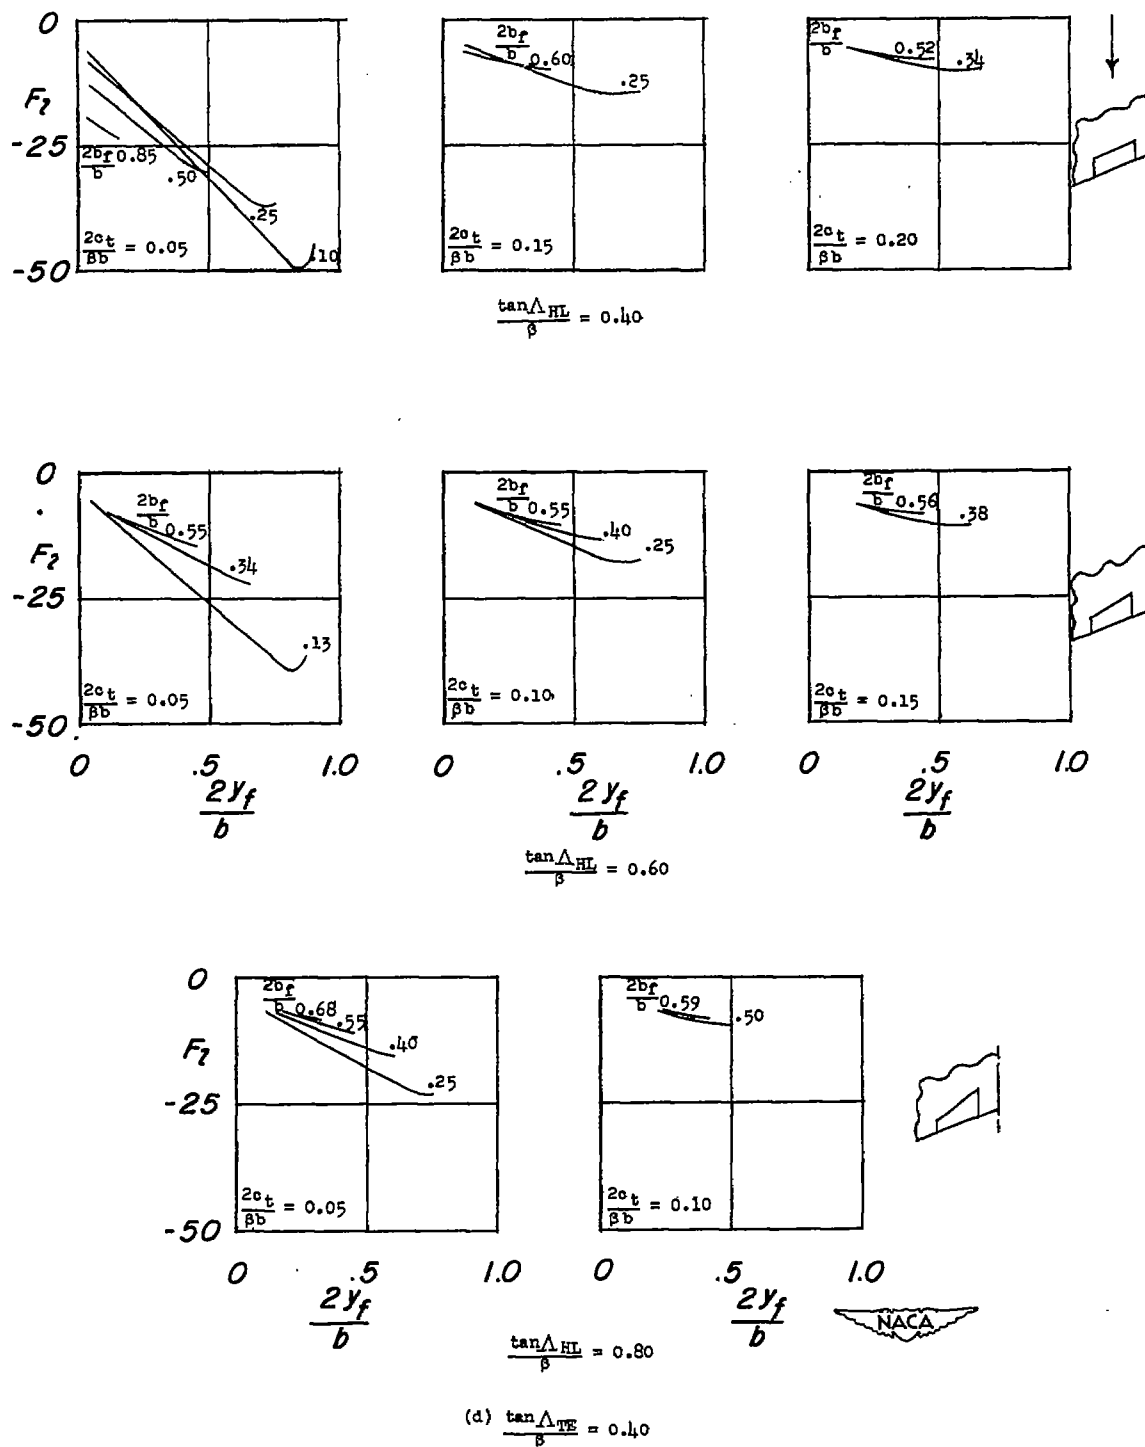 0
F_l
-25
-50
2b_f/b 0.85
.50
.25
.10
2c_t/βb = 0.05
2b_f/b 0.60
.25
2c_t/βb = 0.15
2b_f/b 0.52
.34
2c_t/βb = 0.20
tanΛ_HL/β = 0.40
0
F_l
-25
-50
2b_f/b 0.55
.34
.13
2c_t/βb = 0.05
2b_f/b 0.55
.40
.25
2c_t/βb = 0.10
2b_f/b 0.56
.38
2c_t/βb = 0.15
0 .5 1.0 0 .5 1.0 0 .5 1.0
2y_f/b 2y_f/b 2y_f/b
tanΛ_HL/β = 0.60
0
F_l
-25
-50
2b_f/b 0.68
.55
.40
.25
2c_t/βb = 0.05
2b_f/b 0.59
.50
2c_t/βb = 0.10
0 .5 1.0 0 .5 1.0
2y_f/b 2y_f/b
NACA
tanΛ_HL/β = 0.80
(d) tanΛ_TE/β = 0.40